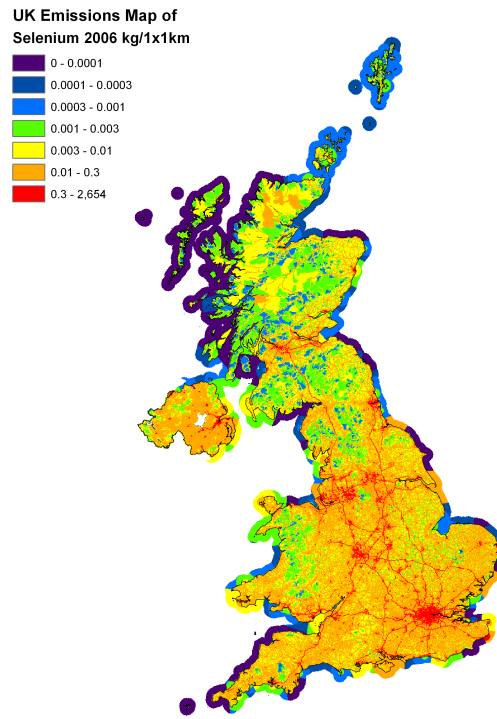 UK Emissions Map of
Selenium 2006 kg/1x1km
0 - 0.0001
0.0001 - 0.0003
0.0003 - 0.001
0.001 - 0.003
0.003 - 0.01
0.01 - 0.3
0.3 - 2,654